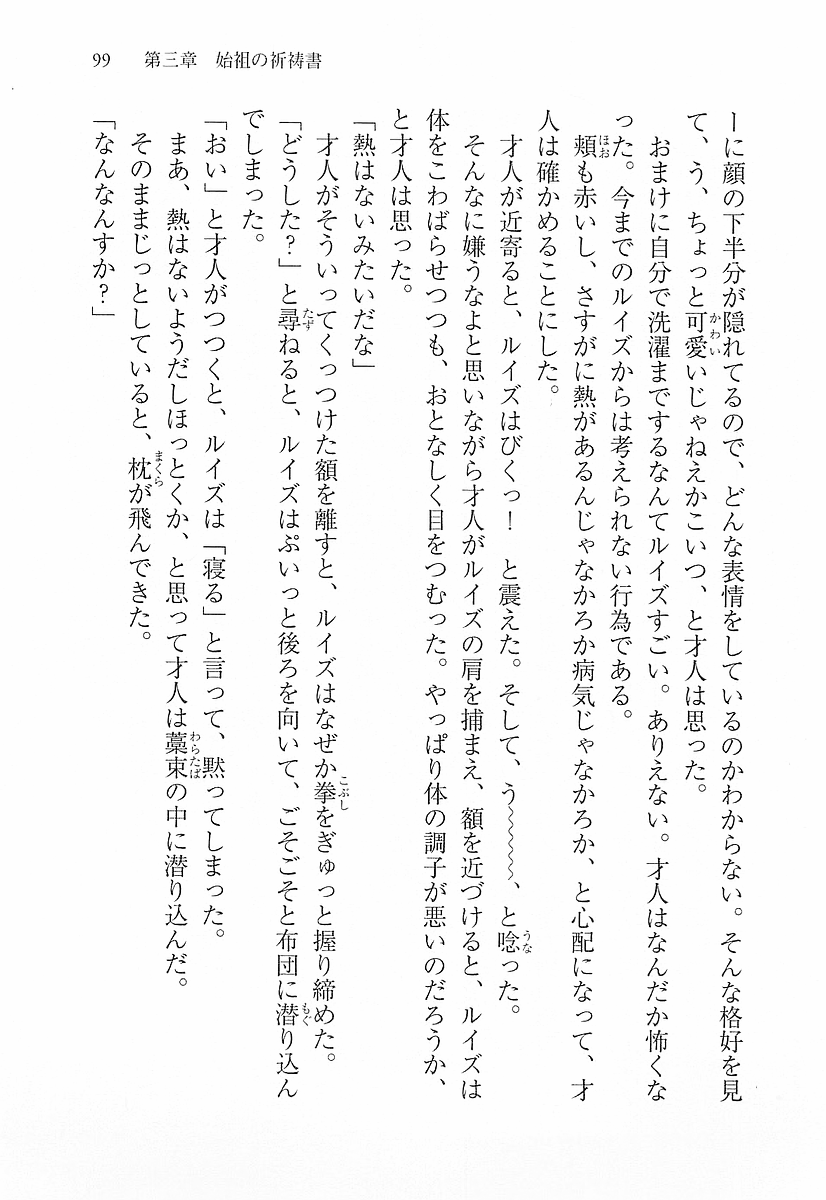 99　第三章　始祖の祈祷書
ーに顔の下半分が隠れてるので、どんな表情をしているのかわからない。そんな格好を見
て、う、ちょっと可愛いじゃねえかこいつ、と才人は思った。
　おまけに自分で洗濯までするなんてルイズすごい。ありえない。才人はなんだか怖くな
った。今までのルイズからは考えられない行為である。
　頬も赤いし、さすがに熱があるんじゃなかろか病気じゃなかろか、と心配になって、才
人は確かめることにした。
　才人が近寄ると、ルイズはびくっ！　と震えた。そして、う～～～～、と唸った。
　そんなに嫌うなよと思いながら才人がルイズの肩を捕まえ、額を近づけると、ルイズは
体をこわばらせつつも、おとなしく目をつむった。やっぱり体の調子が悪いのだろうか、
と才人は思った。
「熱はないみたいだな」
　才人がそういってくっつけた額を離すと、ルイズはなぜか拳をぎゅっと握り締めた。
「どうした？」と尋ねると、ルイズはぷいっと後ろを向いて、ごそごそと布団に潜り込ん
でしまった。
「おい」と才人がつつくと、ルイズは「寝る」と言って、黙ってしまった。
　まあ、熱はないようだしほっとくか、と思って才人は藁束の中に潜り込んだ。
　そのままじっとしていると、枕が飛んできた。
「なんなんすか？」